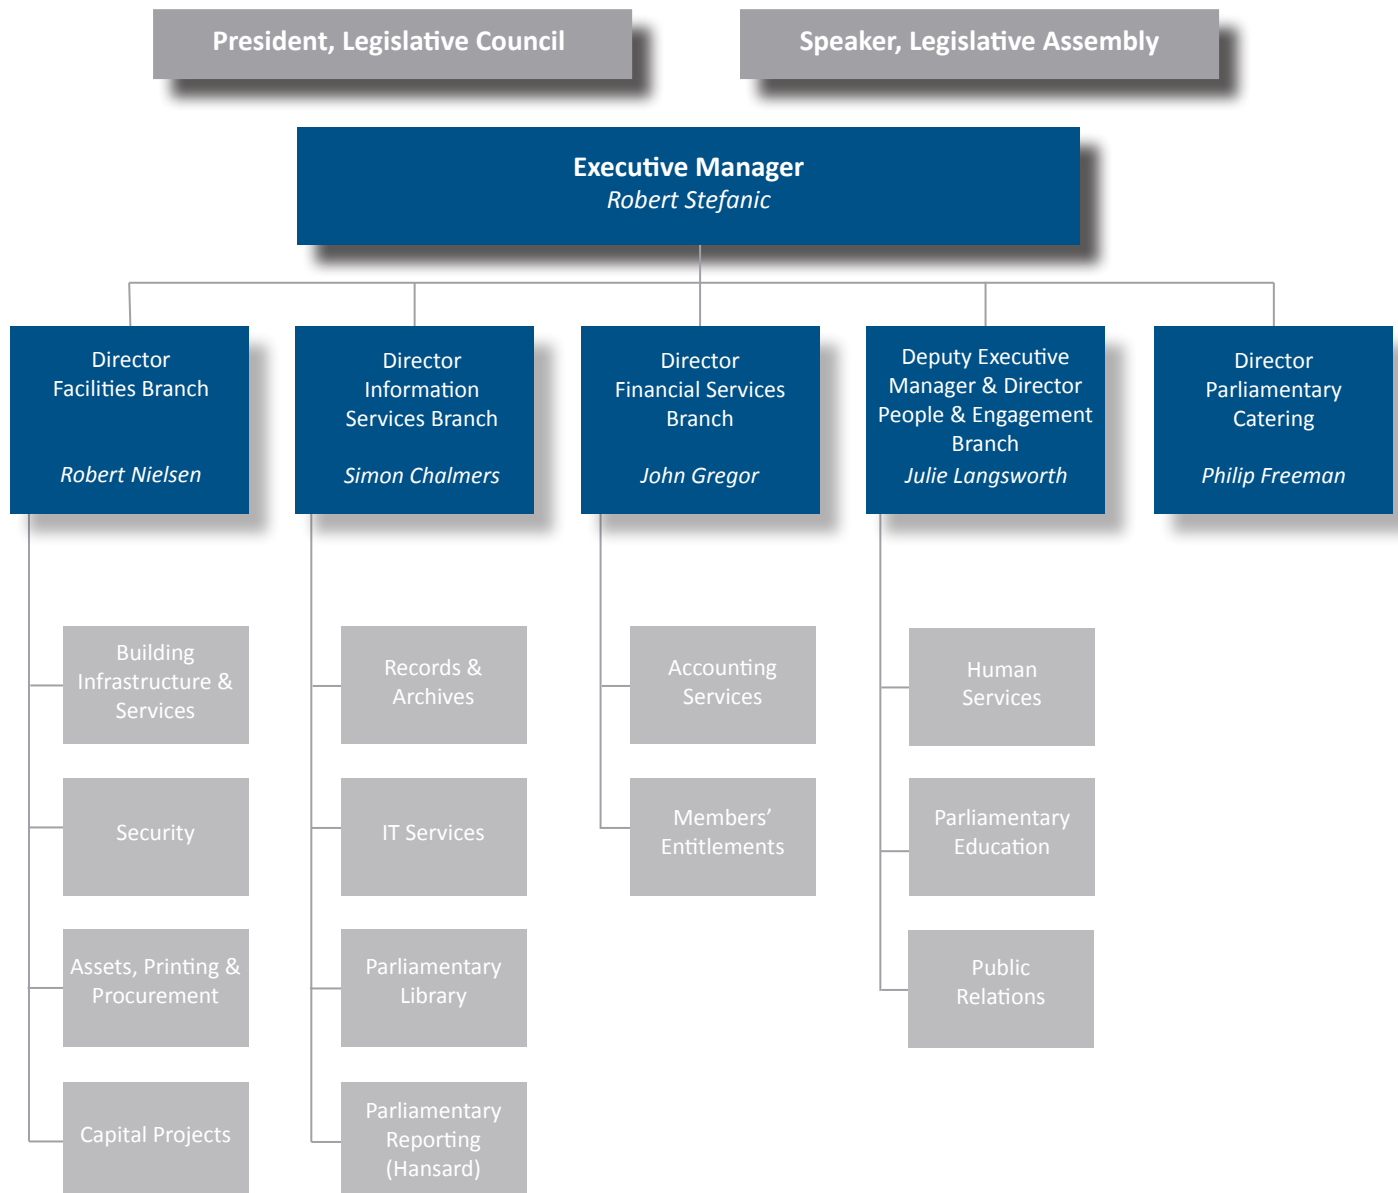 President, Legislative Council
Speaker, Legislative Assembly
Executive Manager
Robert Stefanic
Director
Facilities Branch
Robert Nielsen
Director
Information
Services Branch
Simon Chalmers
Director
Financial Services
Branch
John Gregor
Deputy Executive
Manager & Director
People & Engagement
Branch
Julie Langsworth
Director
Parliamentary
Catering
Philip Freeman
Building
Infrastructure &
Services
Security
Assets, Printing &
Procurement
Capital Projects
Records &
Archives
IT Services
Parliamentary
Library
Parliamentary
Reporting
(Hansard)
Accounting
Services
Members’
Entitlements
Human
Services
Parliamentary
Education
Public
Relations